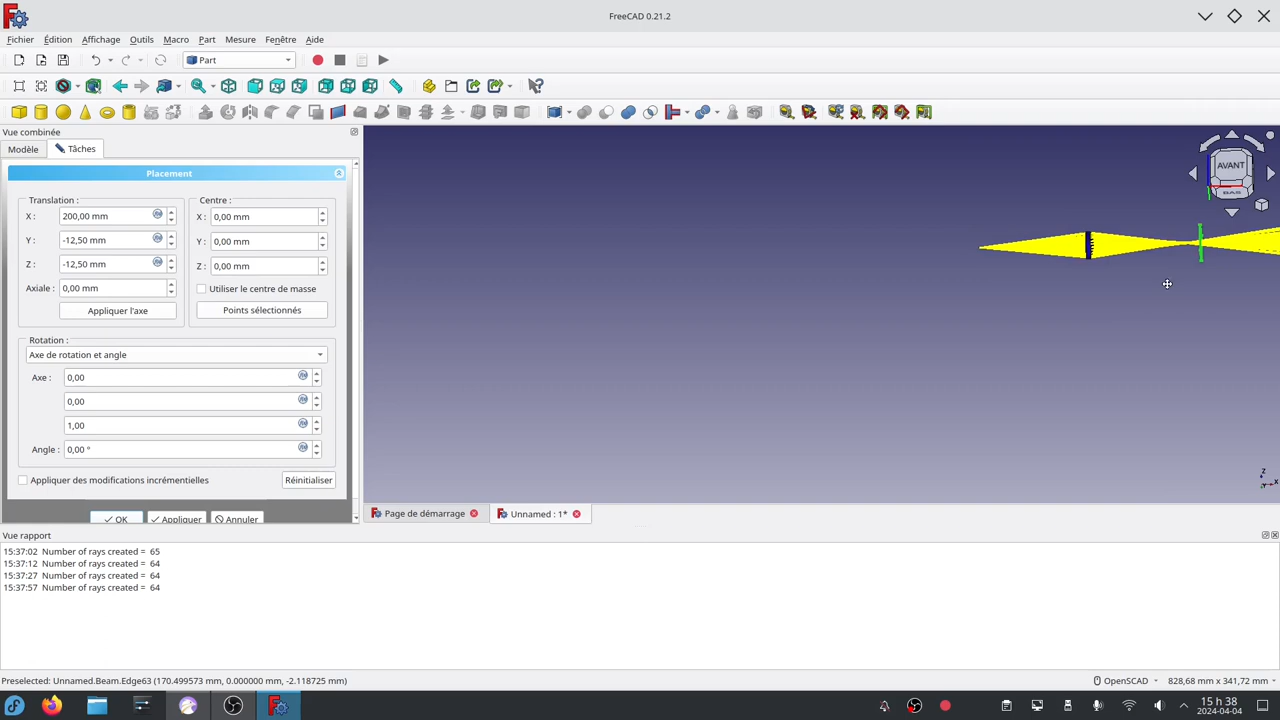 FreeCAD 0.21.2
Fichier Édition Affichage Outils Macro Part Mesure Fenêtre Aide
Part
Vue combinée
Modèle Tâches
Placement
Translation : Centre :
X : 200,00 mm X : 0,00 mm
Y : -12,50 mm Y : 0,00 mm
Z : -12,50 mm Z : 0,00 mm
Axiale : 0,00 mm Utiliser le centre de masse
Appliquer l'axe Points sélectionnés
Rotation :
Axe de rotation et angle
Axe : 0,00
0,00
1,00
Angle : 0,00 °
Appliquer des modifications incrémentielles Réinitialiser
OK Appliquer Annuler
AVANT
BAS
Z
X
Page de démarrage Unnamed : 1*
Vue rapport
15:37:02 Number of rays created = 65
15:37:12 Number of rays created = 64
15:37:27 Number of rays created = 64
15:37:57 Number of rays created = 64
Preselected: Unnamed.Beam.Edge63 (170.499573 mm, 0.000000 mm, -2.118725 mm) OpenSCAD 828,68 mm x 341,72 mm
15 h 38
2024-04-04